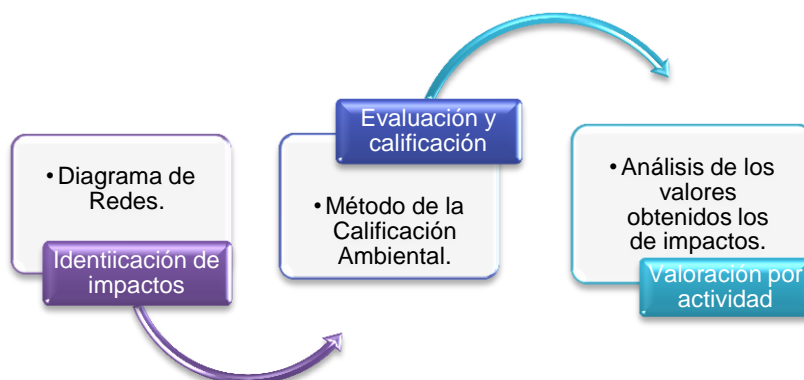 • Diagrama de
Redes.
Identiicación de
impactos
Evaluación y
calificación
• Método de la
Calificación
Ambiental.
• Análisis de los
valores
obtenidos los
de impactos.
Valoración por
actividad